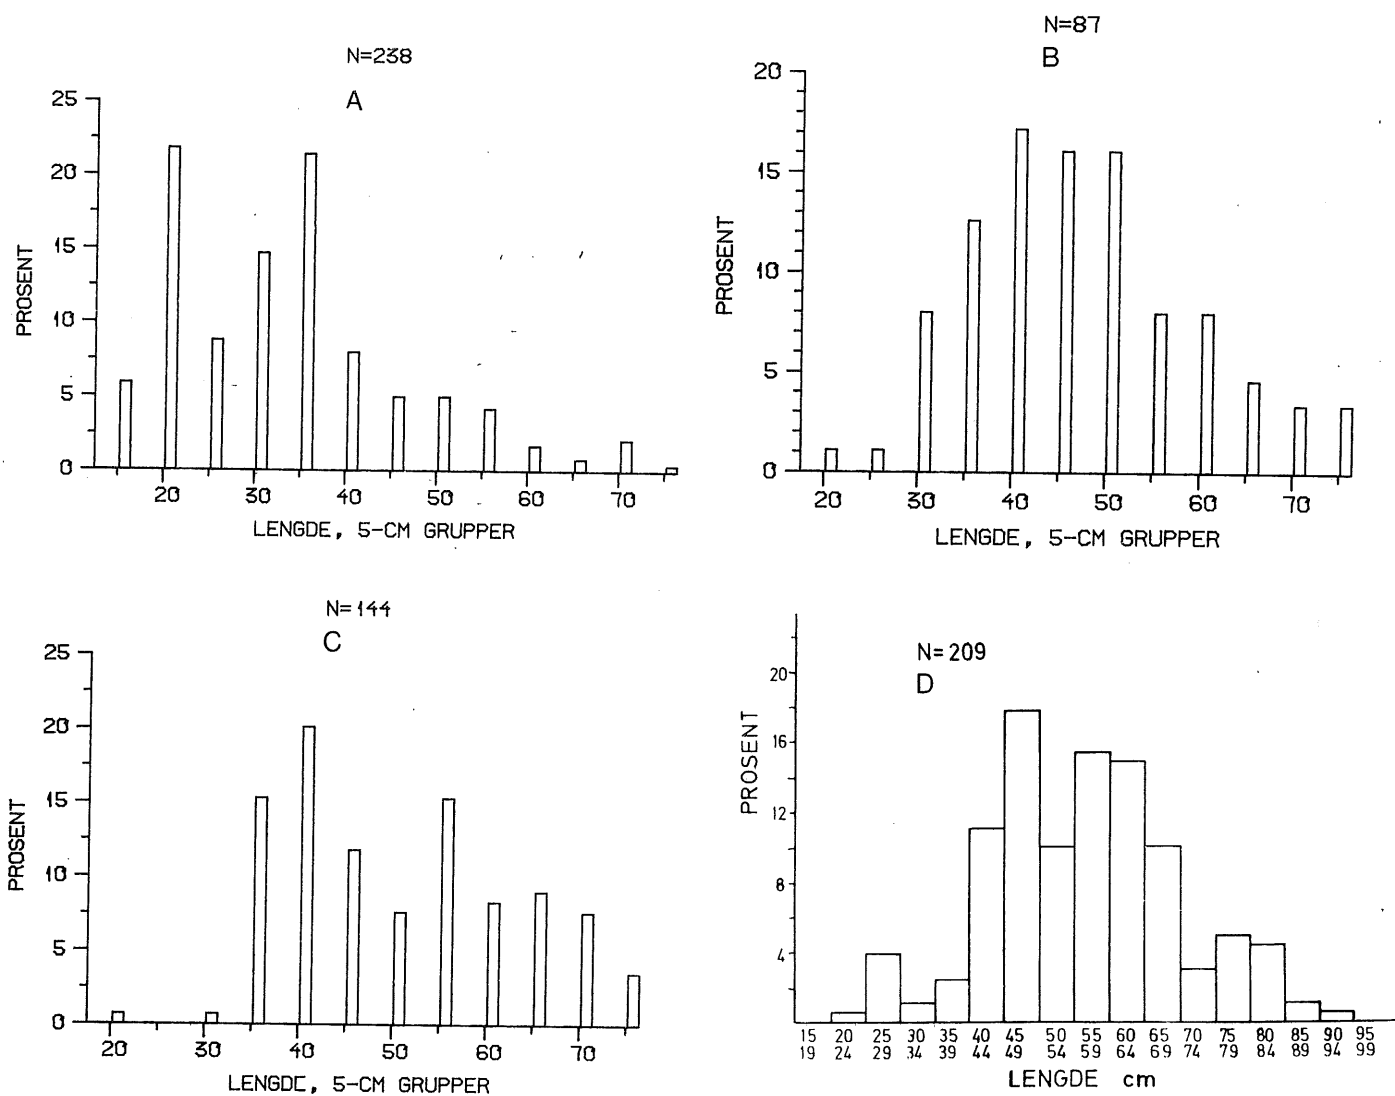 N=238
A
25
20
15
10
5
0
PROSENT
20 30 40 50 60 70
LENGDE, 5-CM GRUPPER
N=87
B
20
15
10
5
0
PROSENT
20 30 40 50 60 70
LENGDE, 5-CM GRUPPER
N=144
C
25
20
15
10
5
0
PROSENT
20 30 40 50 60 70
LENGDE, 5-CM GRUPPER
N=209
D
20
16
12
8
4
PROSENT
15 20 25 30 35 40 45 50 55 60 65 70 75 80 85 90 95
19 24 29 34 39 44 49 54 59 64 69 74 79 84 89 94 99
LENGDE cm